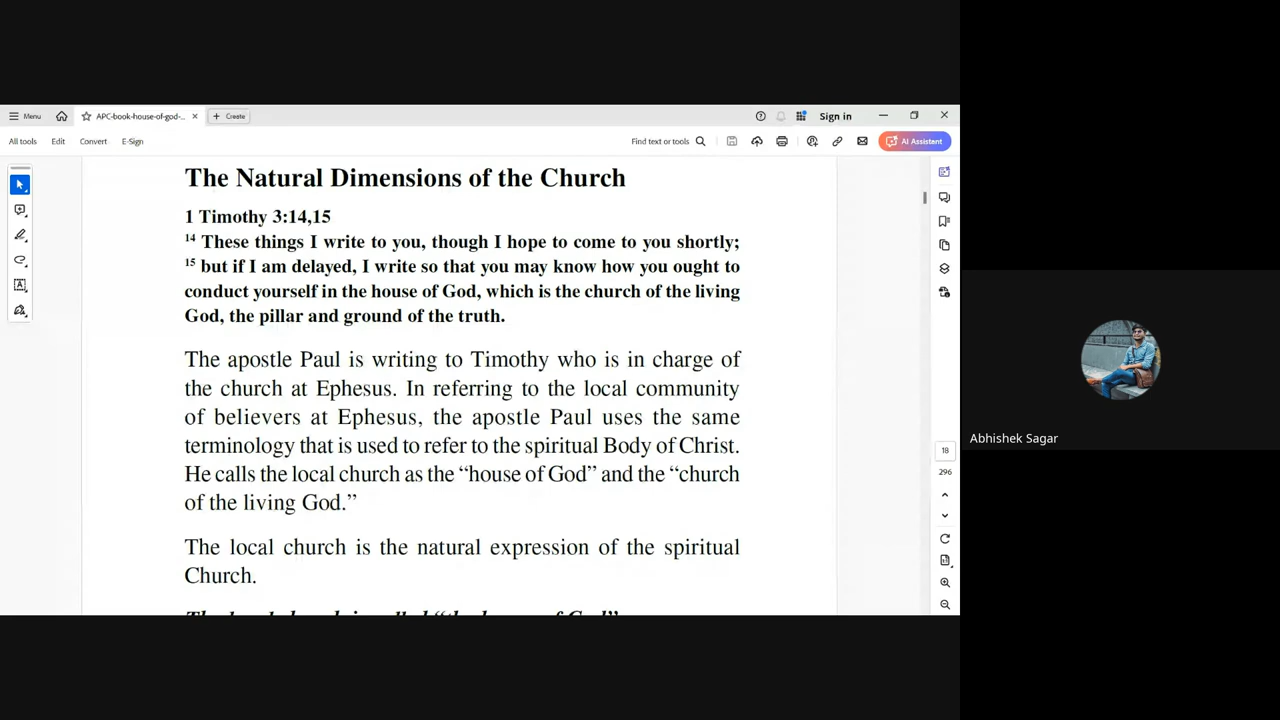 Menu
APC-book-house-of-god-...
Create
Sign in
All tools
Edit
Convert
E-Sign
Find text or tools
AI Assistant
The Natural Dimensions of the Church
1 Timothy 3:14,15
14 These things I write to you, though I hope to come to you shortly;
15 but if I am delayed, I write so that you may know how you ought to
conduct yourself in the house of God, which is the church of the living
God, the pillar and ground of the truth.
The apostle Paul is writing to Timothy who is in charge of
the church at Ephesus. In referring to the local community
of believers at Ephesus, the apostle Paul uses the same
terminology that is used to refer to the spiritual Body of Christ.
He calls the local church as the “house of God” and the “church
of the living God.”
The local church is the natural expression of the spiritual
Church.
18
296
Abhishek Sagar